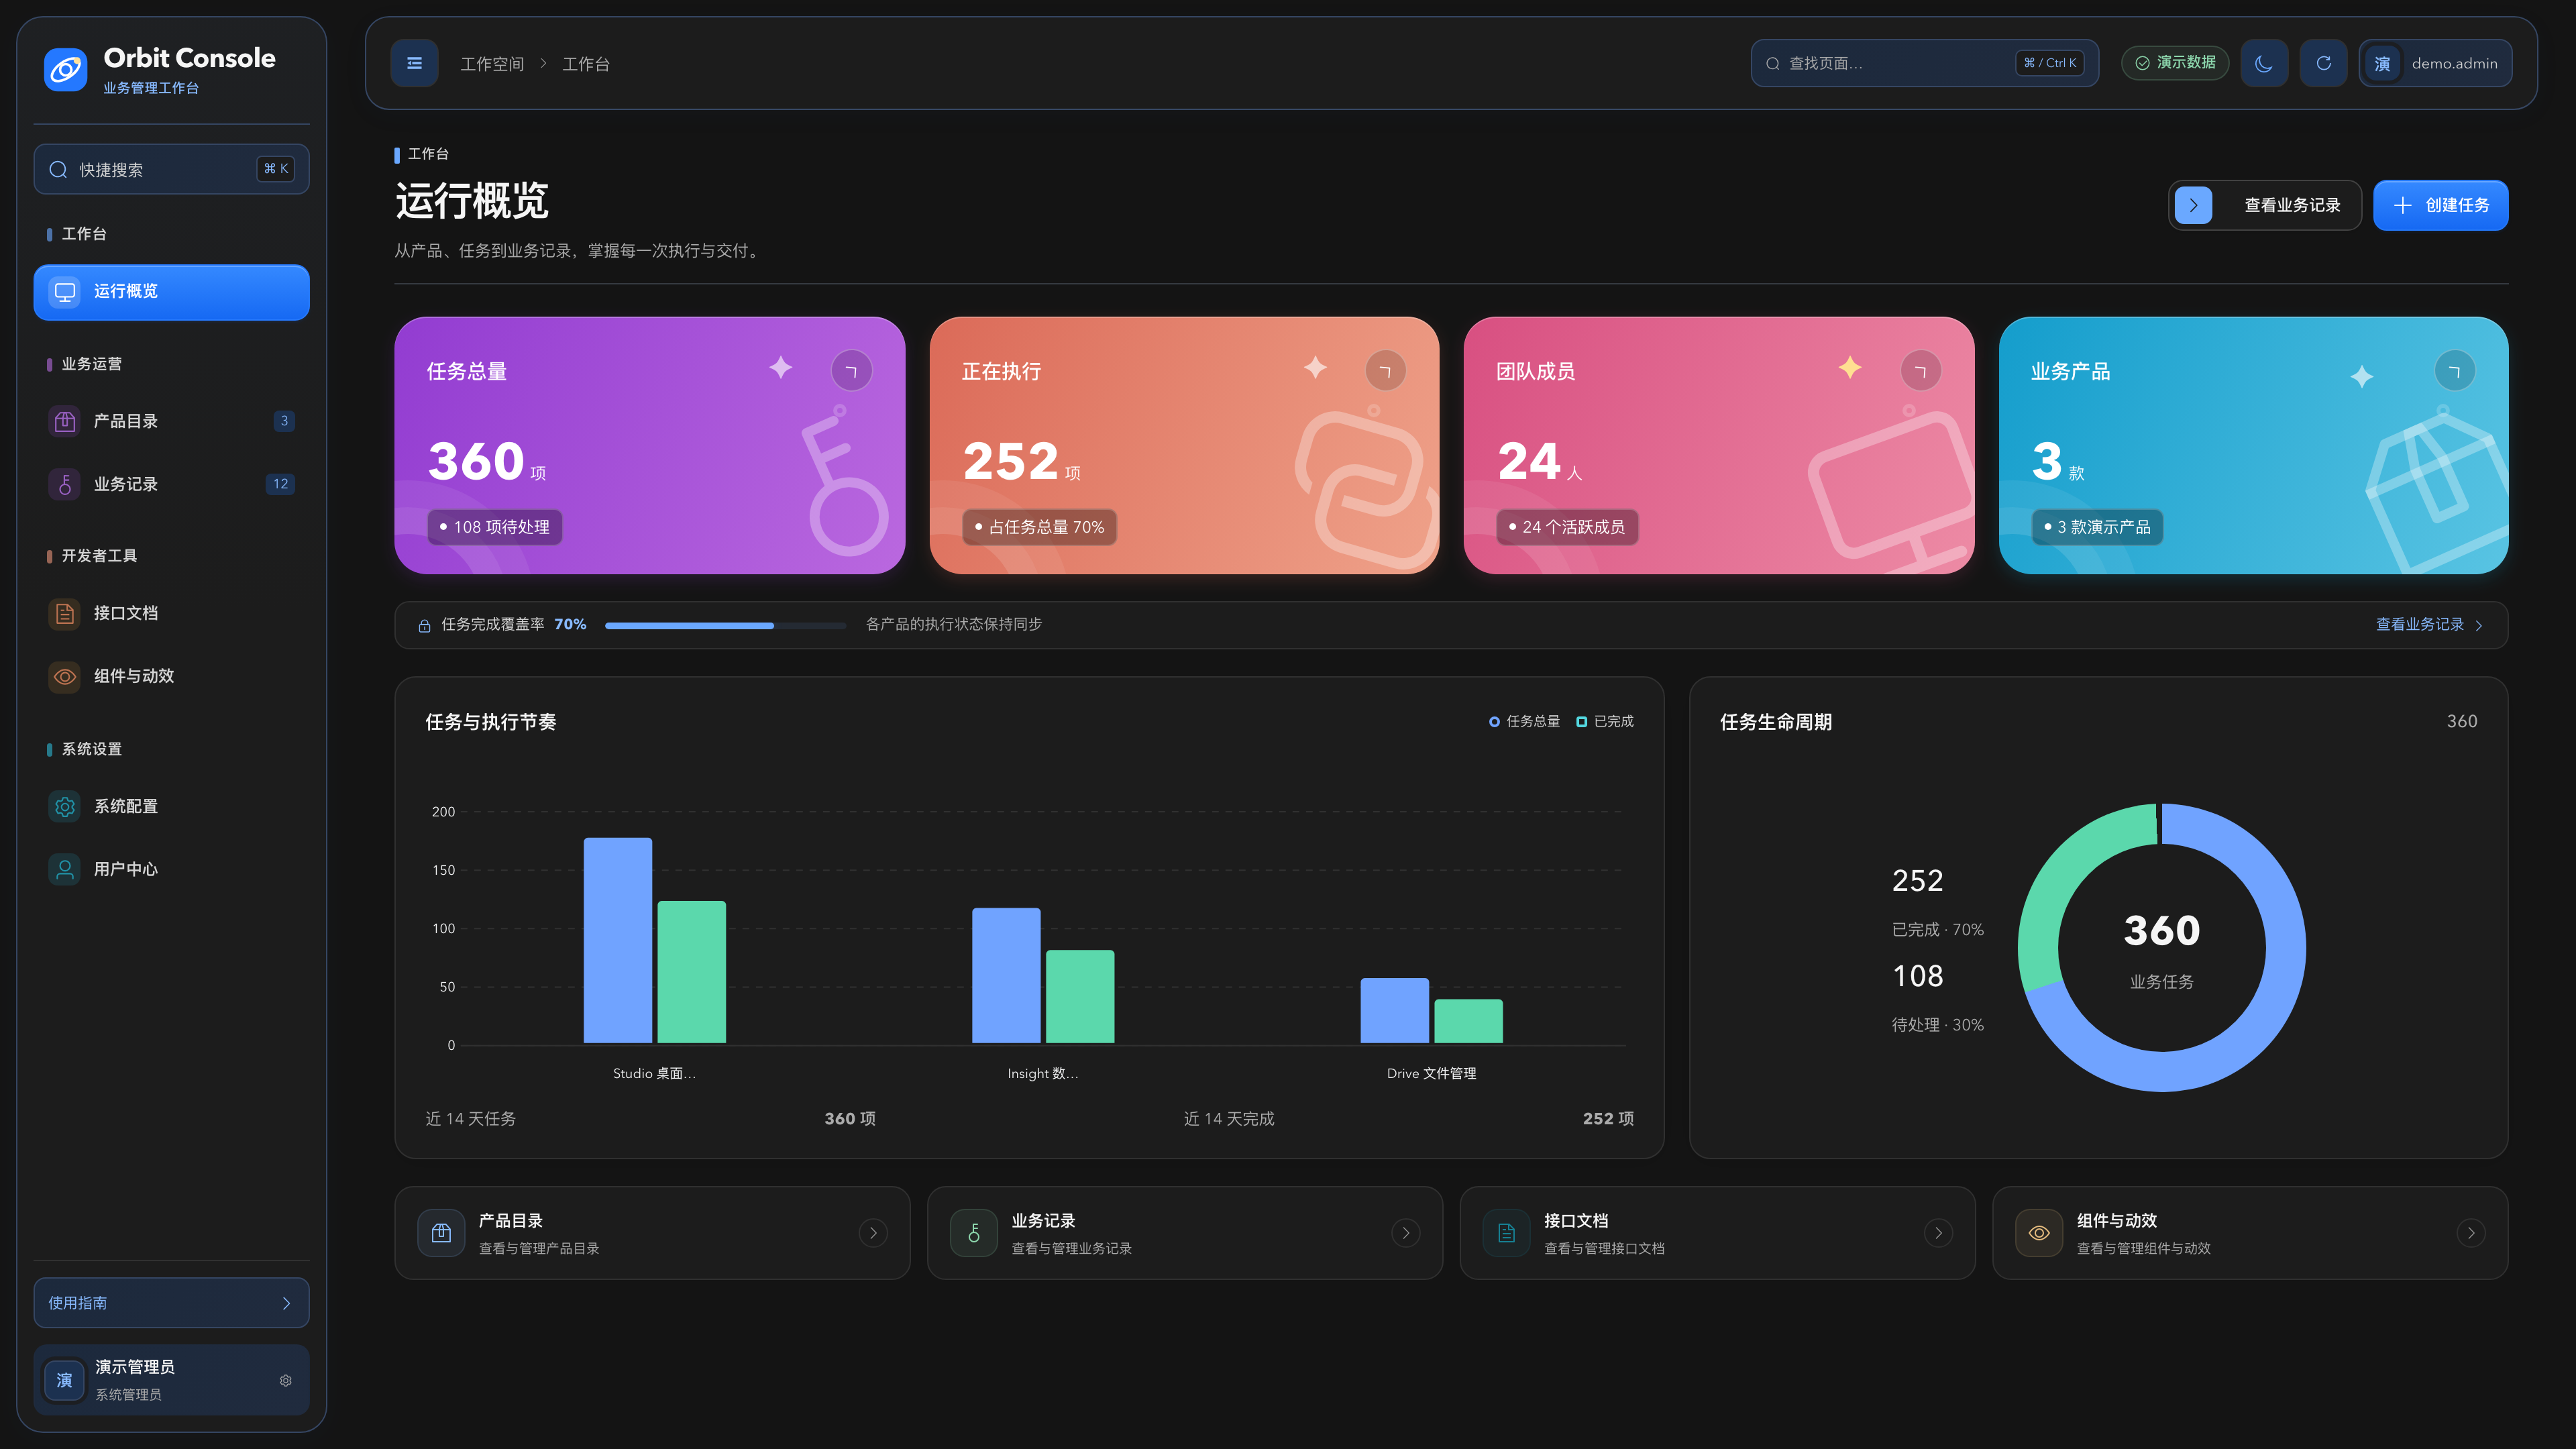 Orbit Console
业务管理工作台
快捷搜索
⌘ K
工作台
运行概览
业务运营
产品目录
3
业务记录
12
开发者工具
接口文档
组件与动效
系统设置
系统配置
用户中心
使用指南
演
演示管理员
系统管理员
工作空间
工作台
查找页面...
⌘ / Ctrl K
演示数据
演
demo.admin
工作台
运行概览
从产品、任务到业务记录，掌握每一次执行与交付。
查看业务记录
创建任务
任务总量
360 项
108 项待处理
正在执行
252 项
占任务总量 70%
团队成员
24 人
24 个活跃成员
业务产品
3 款
3 款演示产品
任务完成覆盖率 70%
各产品的执行状态保持同步
查看业务记录
任务与执行节奏
任务总量
已完成
200
150
100
50
0
Studio 桌面...
Insight 数...
Drive 文件管理
近 14 天任务
360 项
近 14 天完成
252 项
任务生命周期
360
252
已完成 · 70%
108
待处理 · 30%
360
业务任务
产品目录
查看与管理产品目录
业务记录
查看与管理业务记录
接口文档
查看与管理接口文档
组件与动效
查看与管理组件与动效